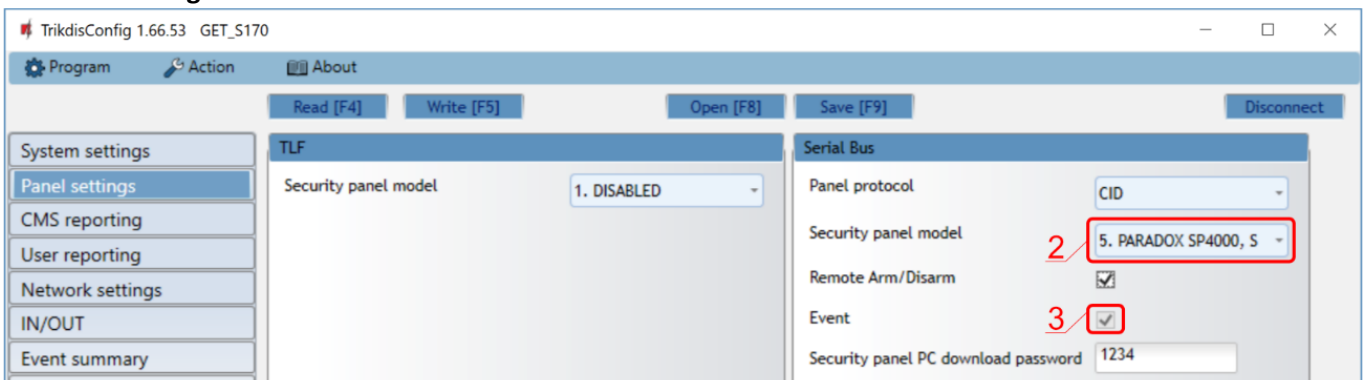 TrikdisConfig 1.66.53 GET_S170
Program Action About
Read [F4] Write [F5] Open [F8] Save [F9] Disconnect
System settings
Panel settings
CMS reporting
User reporting
Network settings
IN/OUT
Event summary
TLF
Security panel model 1. DISABLED
Serial Bus
Panel protocol CID
Security panel model 2 5. PARADOX SP4000, S
Remote Arm/Disarm
Event 3
Security panel PC download password 1234